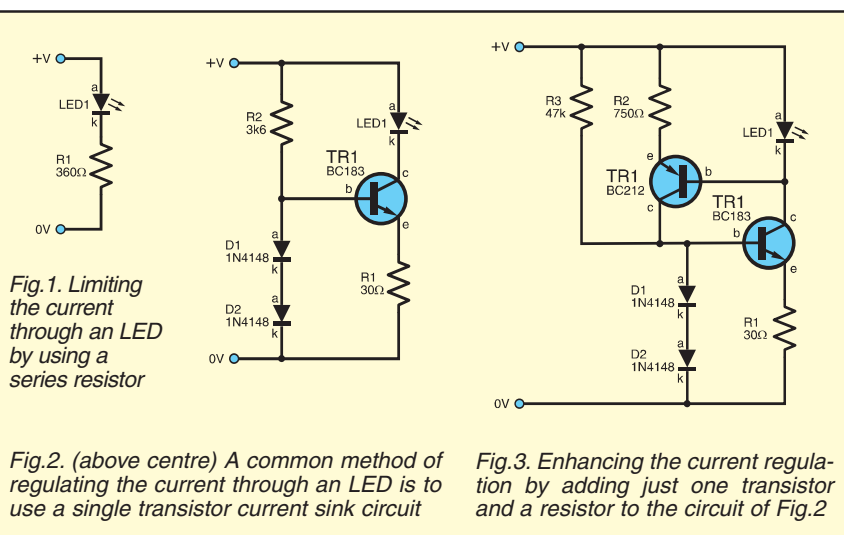 +V
a
LED1
k
R1
360Ω
0V
Fig.1. Limiting
the current
through an LED
by using a
series resistor
+V
R2
3k6
a
LED1
k
TR1
BC183
b
c
e
a
D1
1N4148
k
a
D2
1N4148
k
R1
30Ω
0V
Fig.2. (above centre) A common method of
regulating the current through an LED is to
use a single transistor current sink circuit
+V
R3
47k
R2
750Ω
a
LED1
k
e
TR1
BC212
b
c
TR1
BC183
c
b
e
a
D1
1N4148
k
a
D2
1N4148
k
R1
30Ω
0V
Fig.3. Enhancing the current regula-
tion by adding just one transistor
and a resistor to the circuit of Fig.2